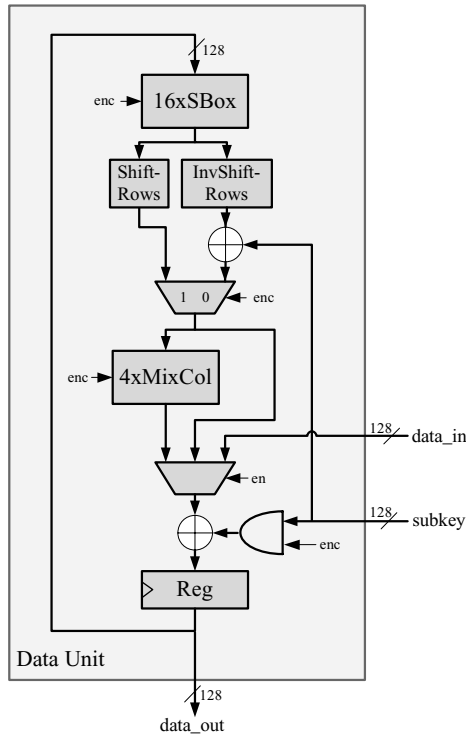 128
enc
16xSBox
Shift-
Rows
InvShift-
Rows
1 0
enc
enc
4xMixCol
128
data_in
en
128
subkey
enc
Reg
Data Unit
128
data_out